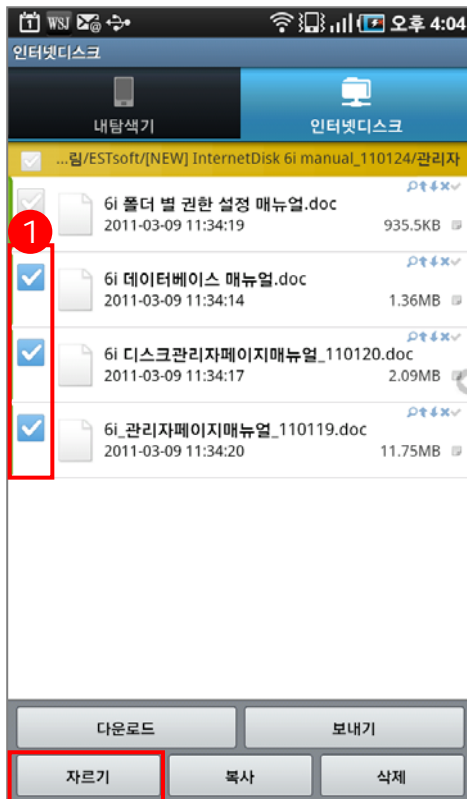 1 WSJ 오후 4:04
인터넷디스크
내탐색기 인터넷디스크
...림/ESTsoft/[NEW] InternetDisk 6i manual_110124/관리자
6i 폴더 별 권한 설정 매뉴얼.doc
2011-03-09 11:34:19 935.5KB
1
6i 데이터베이스 매뉴얼.doc
2011-03-09 11:34:14 1.36MB
6i 디스크관리자페이지매뉴얼_110120.doc
2011-03-09 11:34:17 2.09MB
6i_관리자페이지매뉴얼_110119.doc
2011-03-09 11:34:20 11.75MB
다운로드 보내기
자르기 복사 삭제